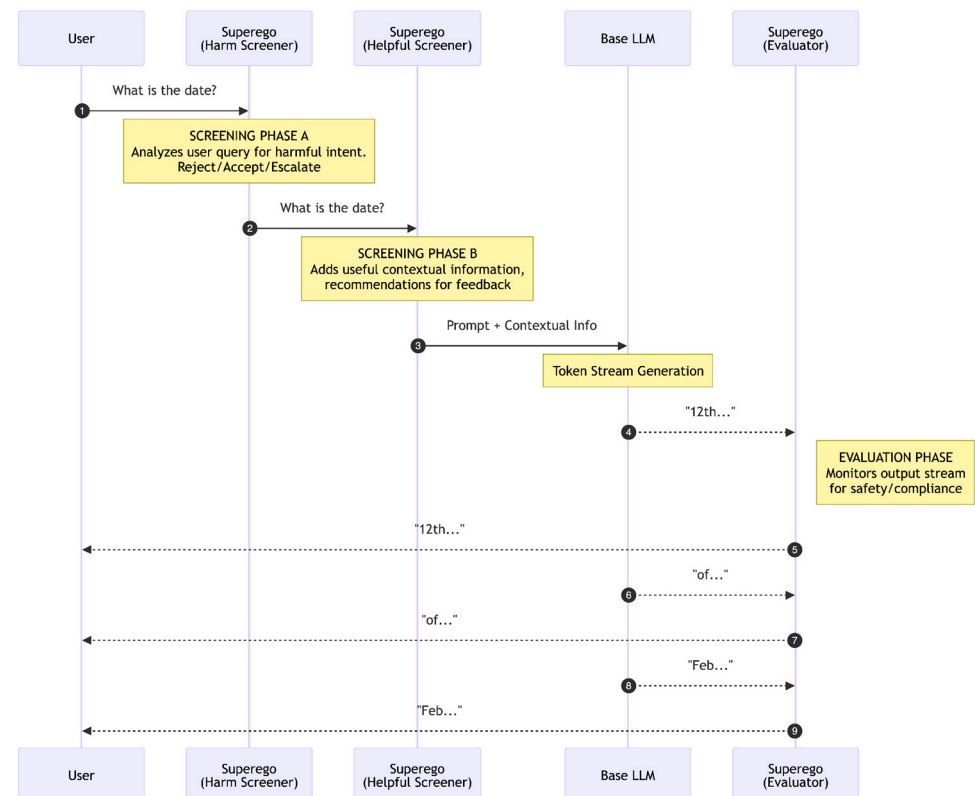 User
Superego
(Harm Screener)
Superego
(Helpful Screener)
Base LLM
Superego
(Evaluator)
What is the date?
1
SCREENING PHASE A
Analyzes user query for harmful intent.
Reject/Accept/Escalate
What is the date?
2
SCREENING PHASE B
Adds useful contextual information,
recommendations for feedback
Prompt + Contextual Info
3
Token Stream Generation
"12th..."
4
EVALUATION PHASE
Monitors output stream
for safety/compliance
"12th..."
5
"of..."
6
"of..."
7
"Feb..."
8
"Feb..."
9
User
Superego
(Harm Screener)
Superego
(Helpful Screener)
Base LLM
Superego
(Evaluator)